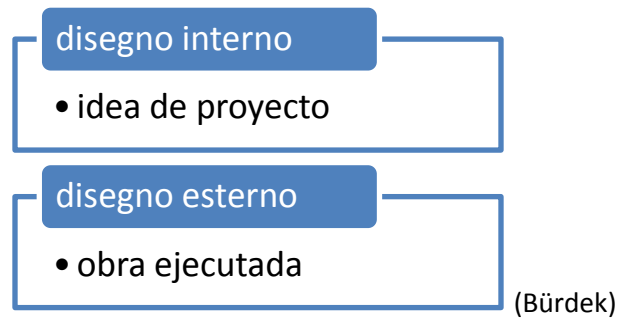 disegno interno
• idea de proyecto
disegno esterno
• obra ejecutada
(Bürdek)